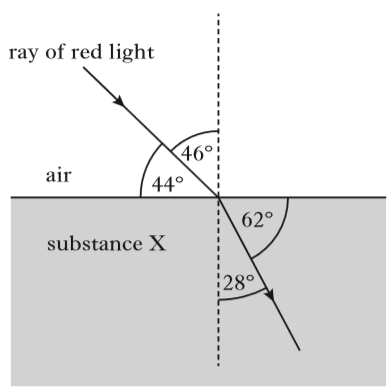 ray of red light
46°
air
44°
62°
substance X
28°